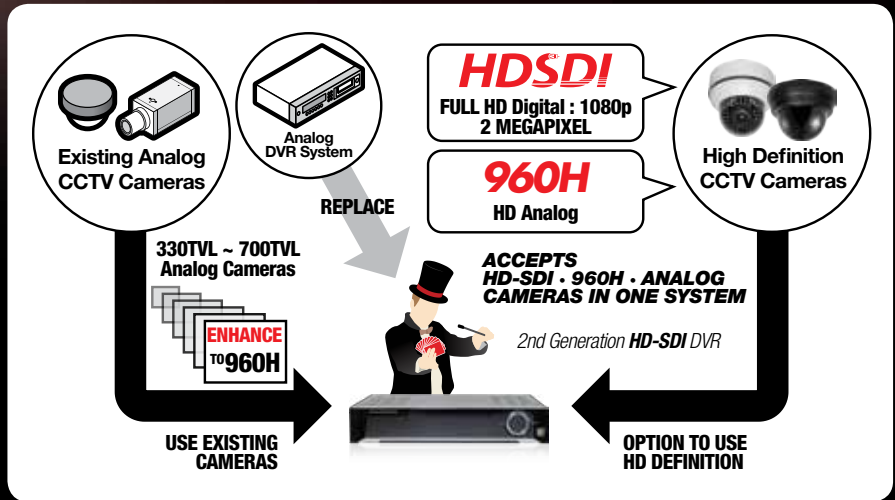 Existing Analog
CCTV Cameras
Analog
DVR System
HDSDI
FULL HD Digital : 1080p
2 MEGAPIXEL
960H
HD Analog
High Definition
CCTV Cameras
REPLACE
330TVL ~ 700TVL
Analog Cameras
ENHANCE
TO 960H
ACCEPTS
HD-SDI · 960H · ANALOG
CAMERAS IN ONE SYSTEM
2nd Generation HD-SDI DVR
USE EXISTING
CAMERAS
OPTION TO USE
HD DEFINITION